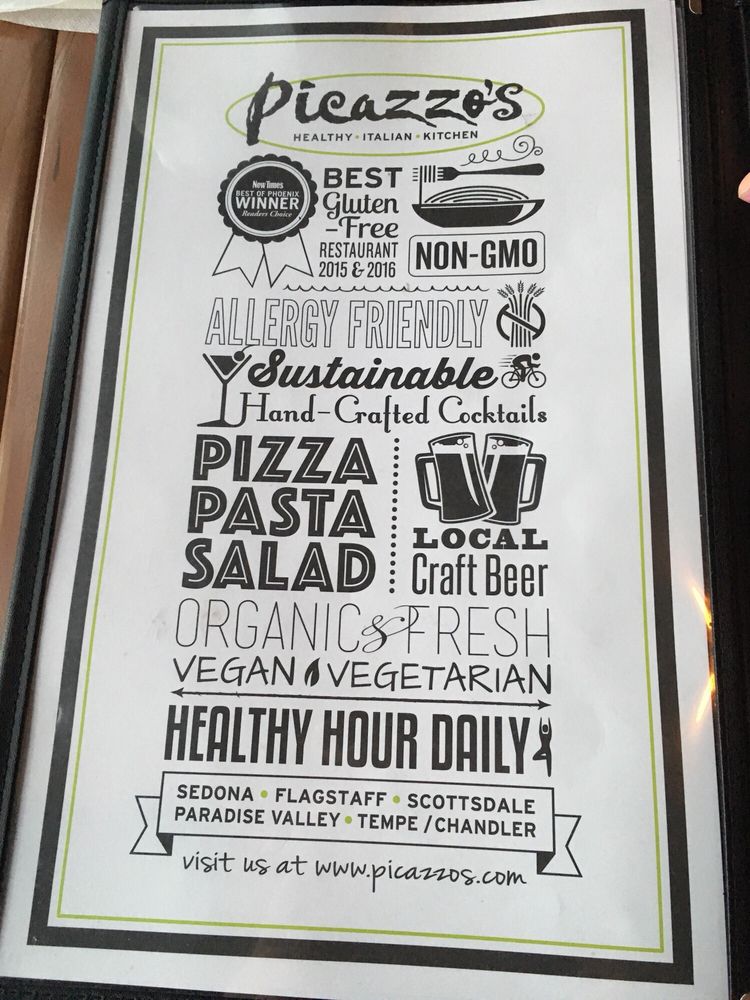 Picazzo's
HEALTHY • ITALIAN • KITCHEN
New Times
BEST OF PHOENIX
WINNER
Readers Choice
BEST
Gluten
-Free
RESTAURANT
2015 & 2016
NON-GMO
ALLERGY FRIENDLY
Sustainable
Hand-Crafted Cocktails
PIZZA
PASTA
SALAD
LOCAL
Craft Beer
ORGANIC & FRESH
VEGAN VEGETARIAN
HEALTHY HOUR DAILY
SEDONA • FLAGSTAFF • SCOTTSDALE
PARADISE VALLEY • TEMPE / CHANDLER
visit us at www.picazzos.com